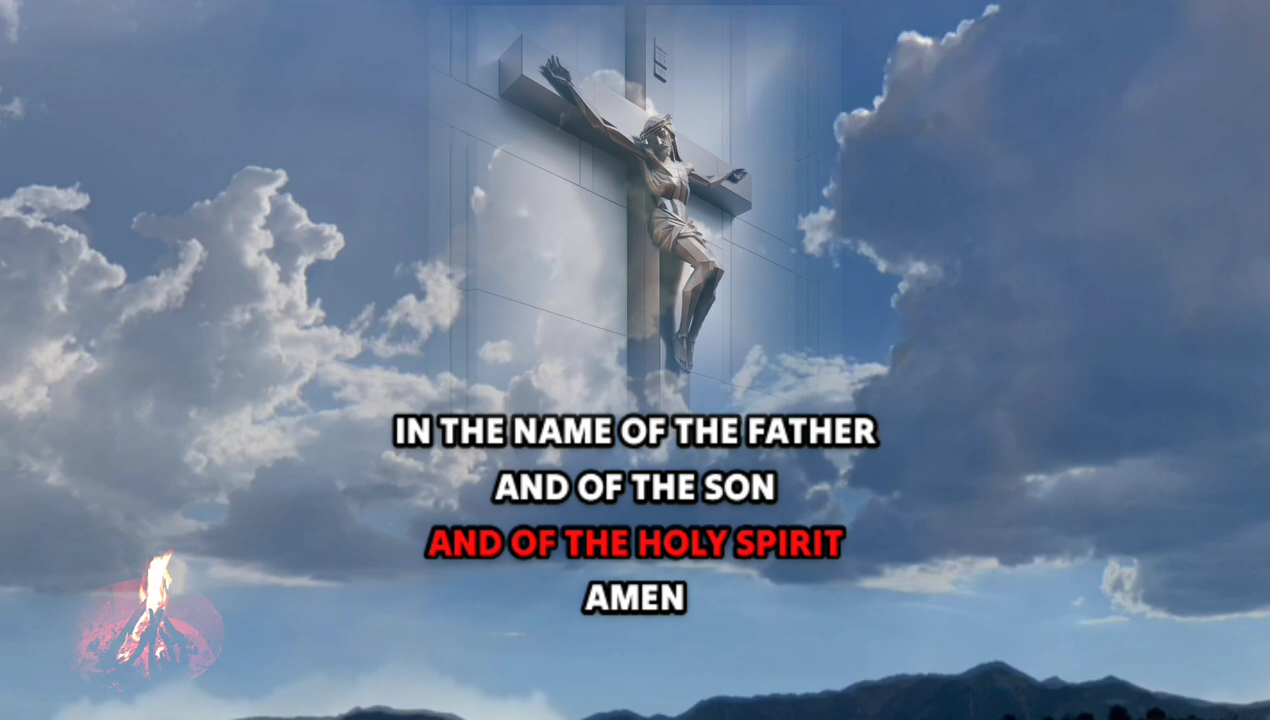 IN THE NAME OF THE FATHER
AND OF THE SON
AND OF THE HOLY SPIRIT
AMEN